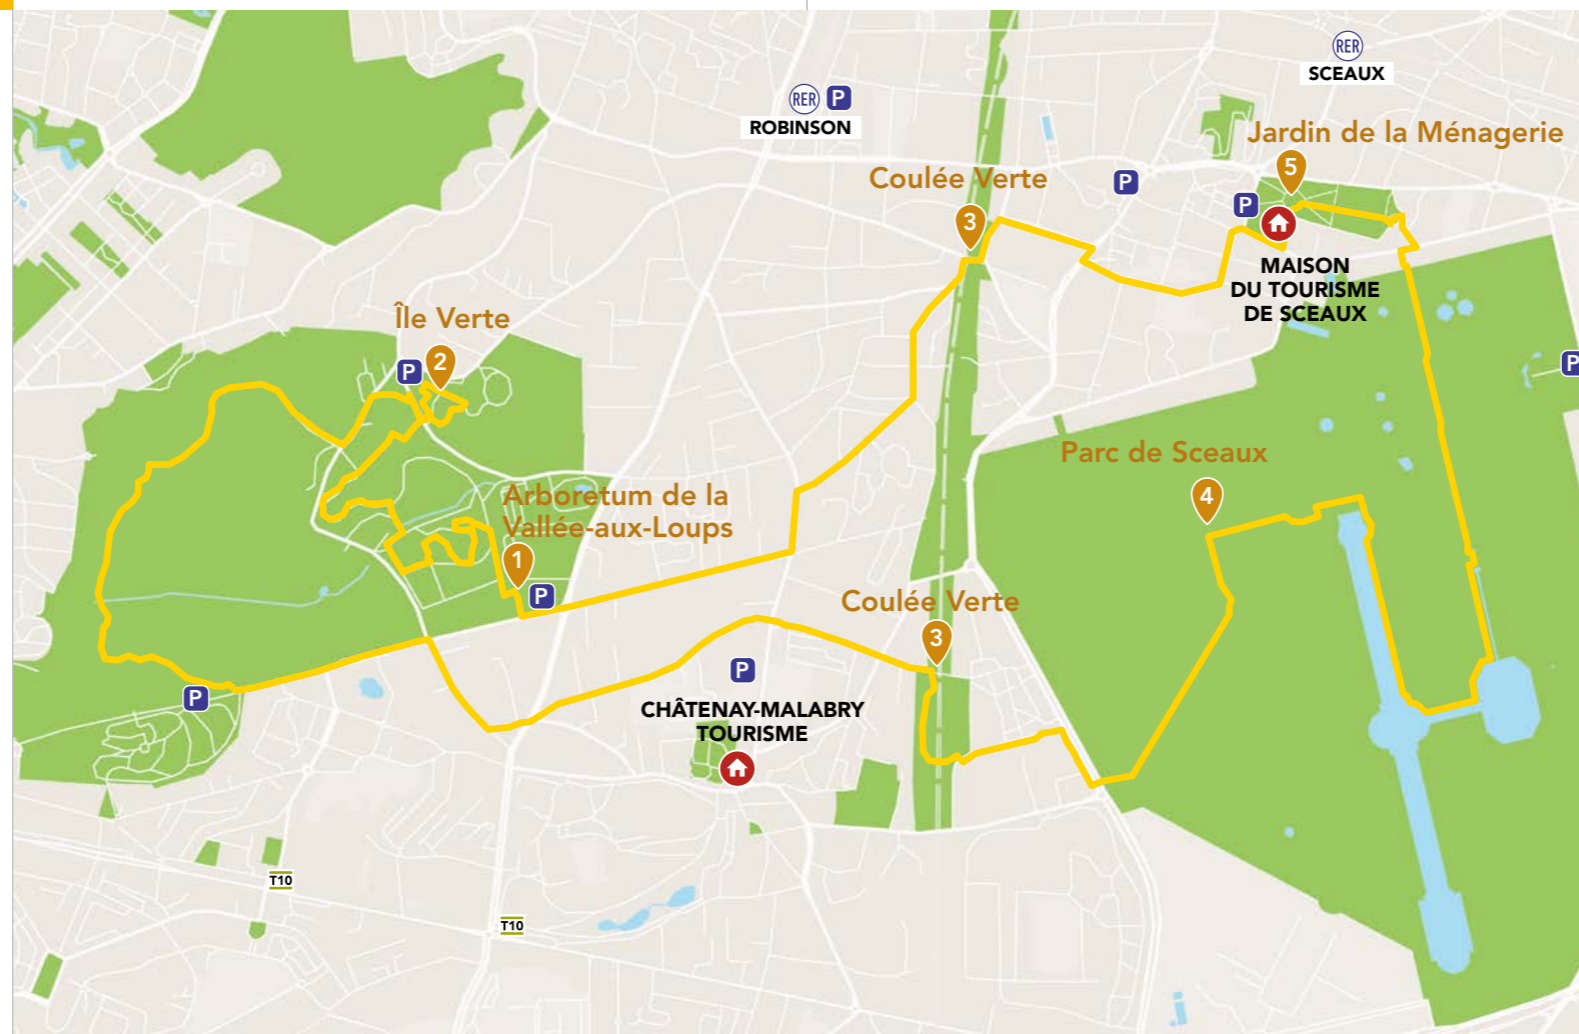 RER
SCEAUX
RER P
ROBINSON
Jardin de la Ménagerie
5
Coulée Verte
3
P
P
MAISON
DU TOURISME
DE SCEAUX
Île Verte
P
2
P
Parc de Sceaux
4
Arboretum de la
Vallée-aux-Loups
1
P
Coulée Verte
3
P
P
CHÂTENAY-MALABRY
TOURISME
T10
T10